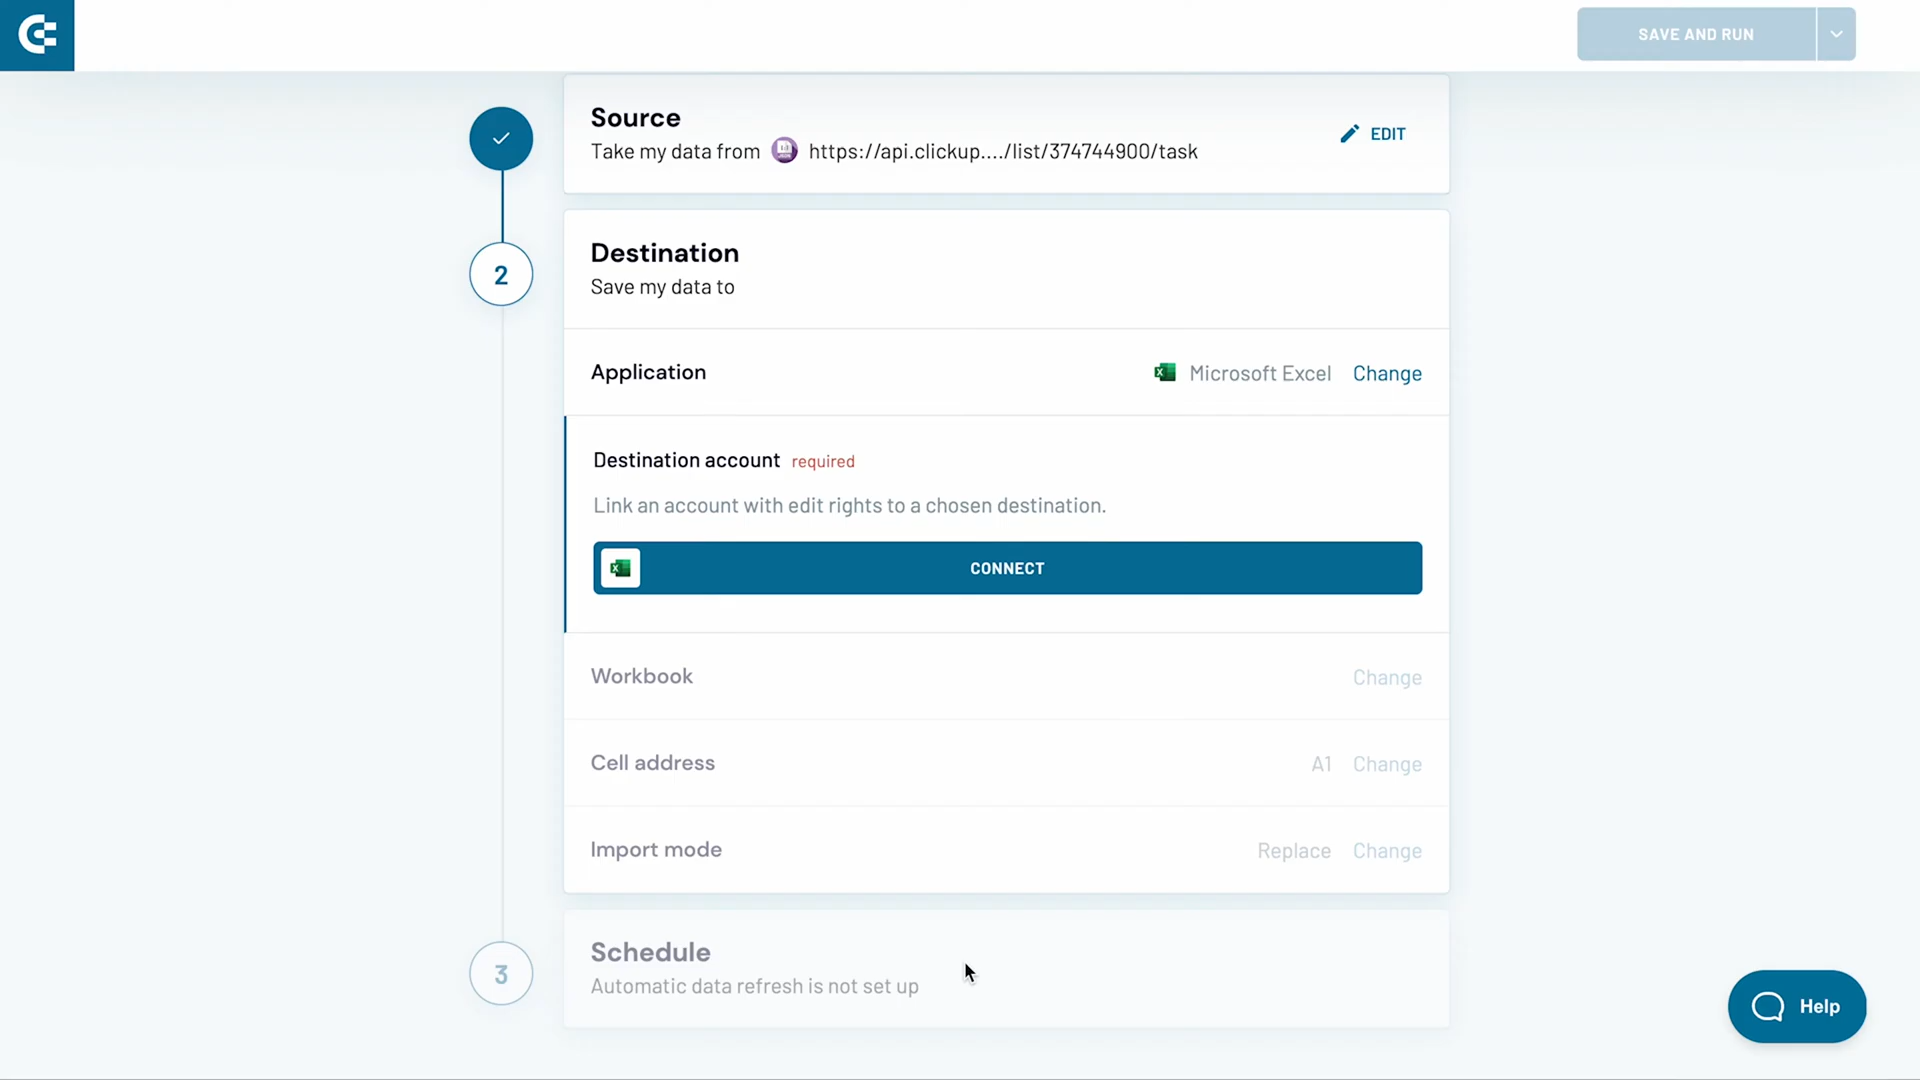 SAVE AND RUN
Source
Take my data from https://api.clickup..../list/374744900/task
EDIT
2
Destination
Save my data to
Application
Microsoft Excel Change
Destination account required
Link an account with edit rights to a chosen destination.
CONNECT
Workbook
Change
Cell address
A1 Change
Import mode
Replace Change
3
Schedule
Automatic data refresh is not set up
Help